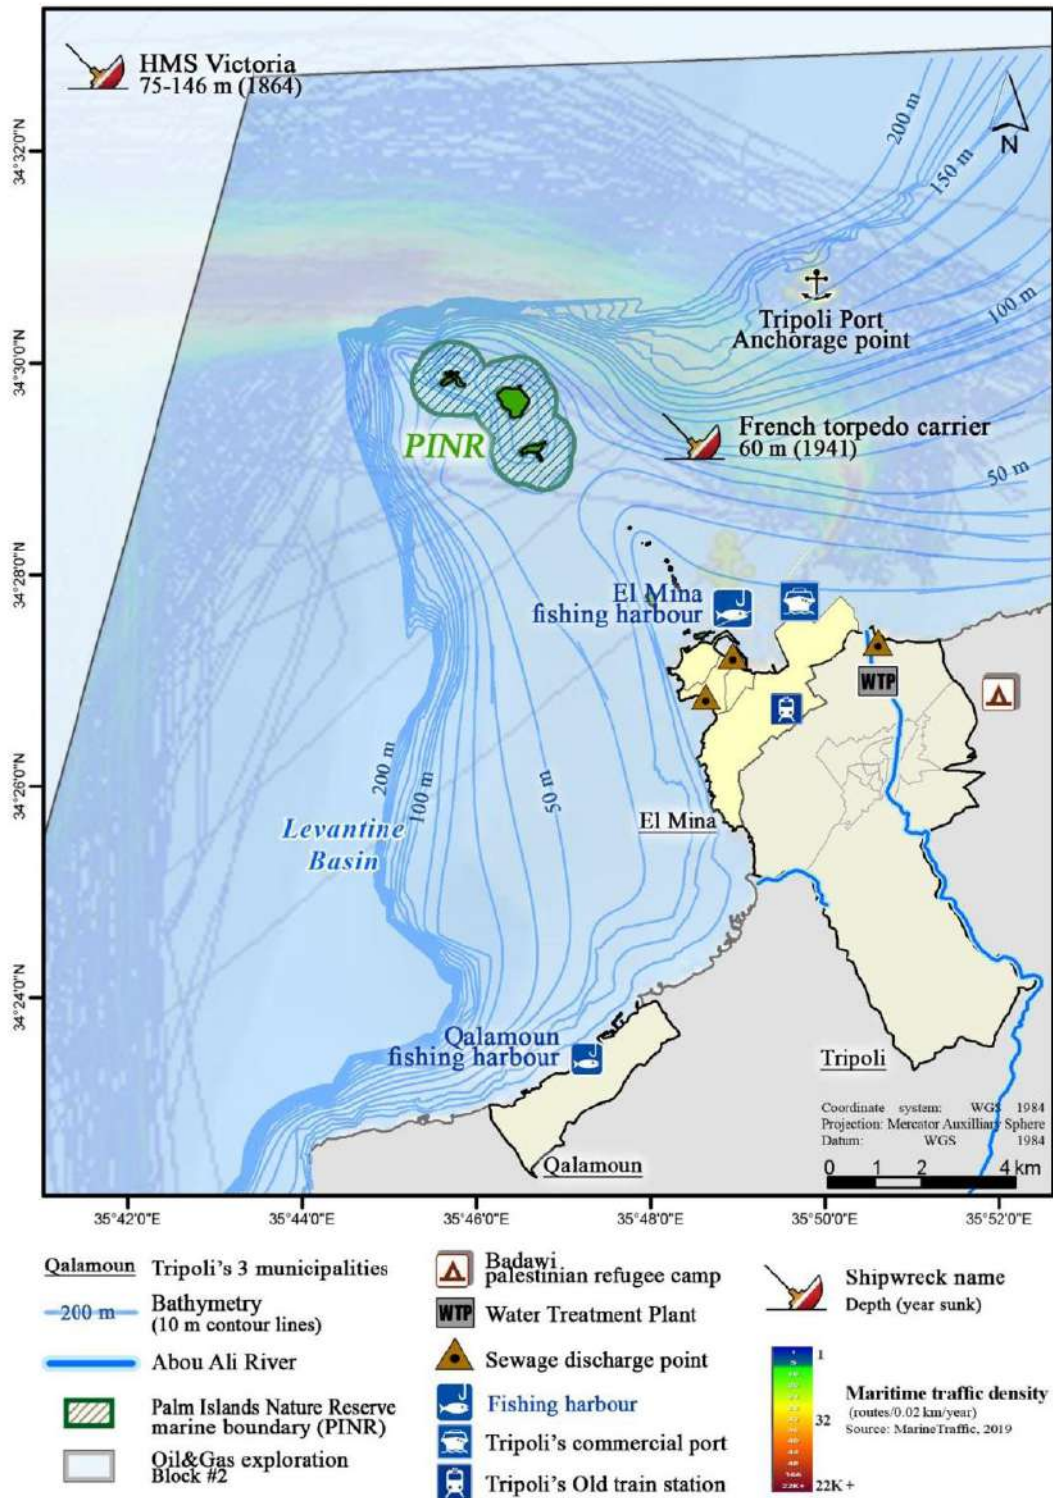 HMS Victoria
75-146 m (1864)
34°32'0"N
200 m
150 m
N
Tripoli Port
Anchorage point
100 m
34°30'0"N
PINR
French torpedo carrier
60 m (1941)
50 m
34°28'0"N
El Mina
fishing harbour
WTP
34°26'0"N
200 m
100 m
50 m
El Mina
Levantine
Basin
34°24'0"N
Qalamoun
fishing harbour
Tripoli
Qalamoun
Coordinate system: WGS 1984
Projection: Mercator Auxilliary Sphere
Datum: WGS 1984
0 1 2 4 km
35°42'0"E 35°44'0"E 35°46'0"E 35°48'0"E 35°50'0"E 35°52'0"E
Qalamoun Tripoli's 3 municipalities
200 m Bathymetry
(10 m contour lines)
Abou Ali River
Palm Islands Nature Reserve
marine boundary (PINR)
Oil&Gas exploration
Block #2
Badawi
palestinian refugee camp
WTP Water Treatment Plant
Sewage discharge point
Fishing harbour
Tripoli's commercial port
Tripoli's Old train station
Shipwreck name
Depth (year sunk)
1
32
22K+
22K +
Maritime traffic density
(routes/0.02 km/year)
Source: MarineTraffic, 2019